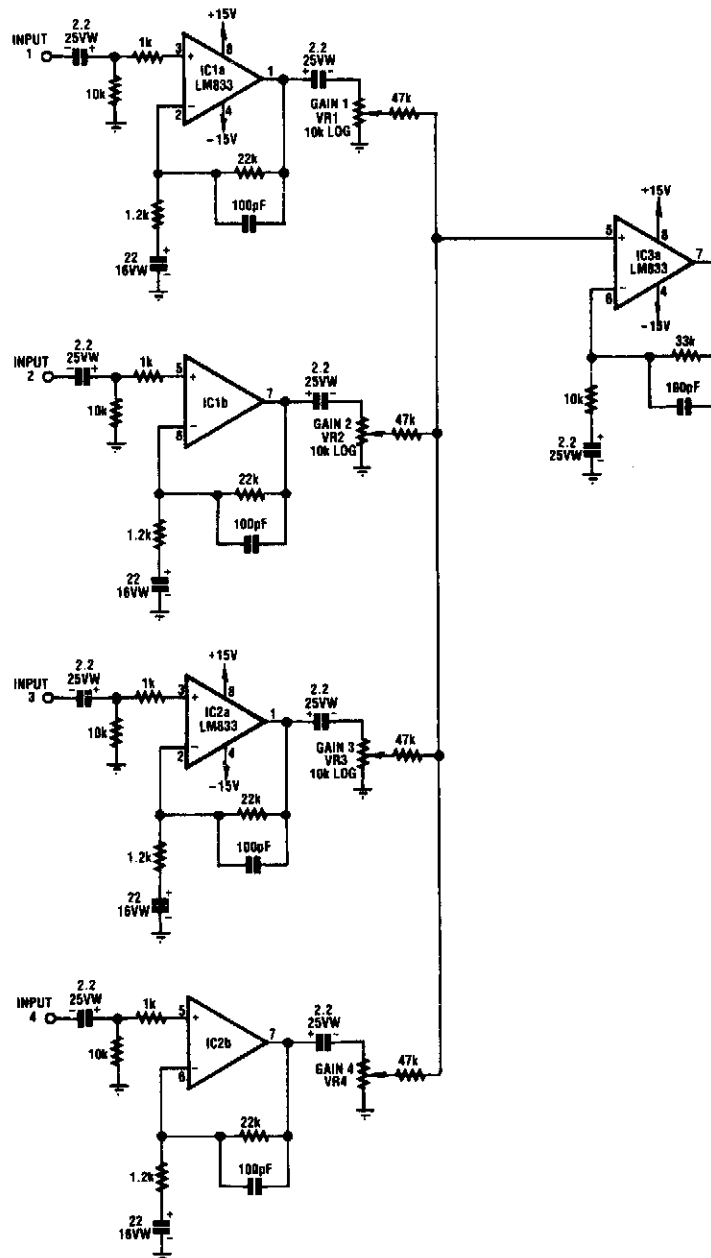 +15V
2.2
25VW
- +
INPUT
1
1k
3
+
8
IC1a
LM833
1
10k
-
2
4
-15V
2.2
25VW
+ -
GAIN 1
VR1
10k LOG
47k
22k
100pF
1.2k
22
16VW
+
-
+15V
5
+
8
IC3a
LM833
7
6
-
4
-15V
33k
10k
180pF
2.2
25VW
+
-
INPUT
2
2.2
25VW
- +
1k
5
+
IC1b
7
10k
-
6
2.2
25VW
+ -
GAIN 2
VR2
10k LOG
47k
22k
100pF
1.2k
22
16VW
+
-
+15V
INPUT
3
2.2
25VW
- +
1k
3
+
8
IC2a
LM833
1
10k
-
2
4
-15V
2.2
25VW
+ -
GAIN 3
VR3
10k LOG
47k
22k
100pF
1.2k
22
16VW
+
-
INPUT
4
2.2
25VW
- +
1k
5
+
IC2b
7
10k
-
6
2.2
25VW
+ -
GAIN 4
VR4
47k
22k
100pF
1.2k
22
16VW
+
-